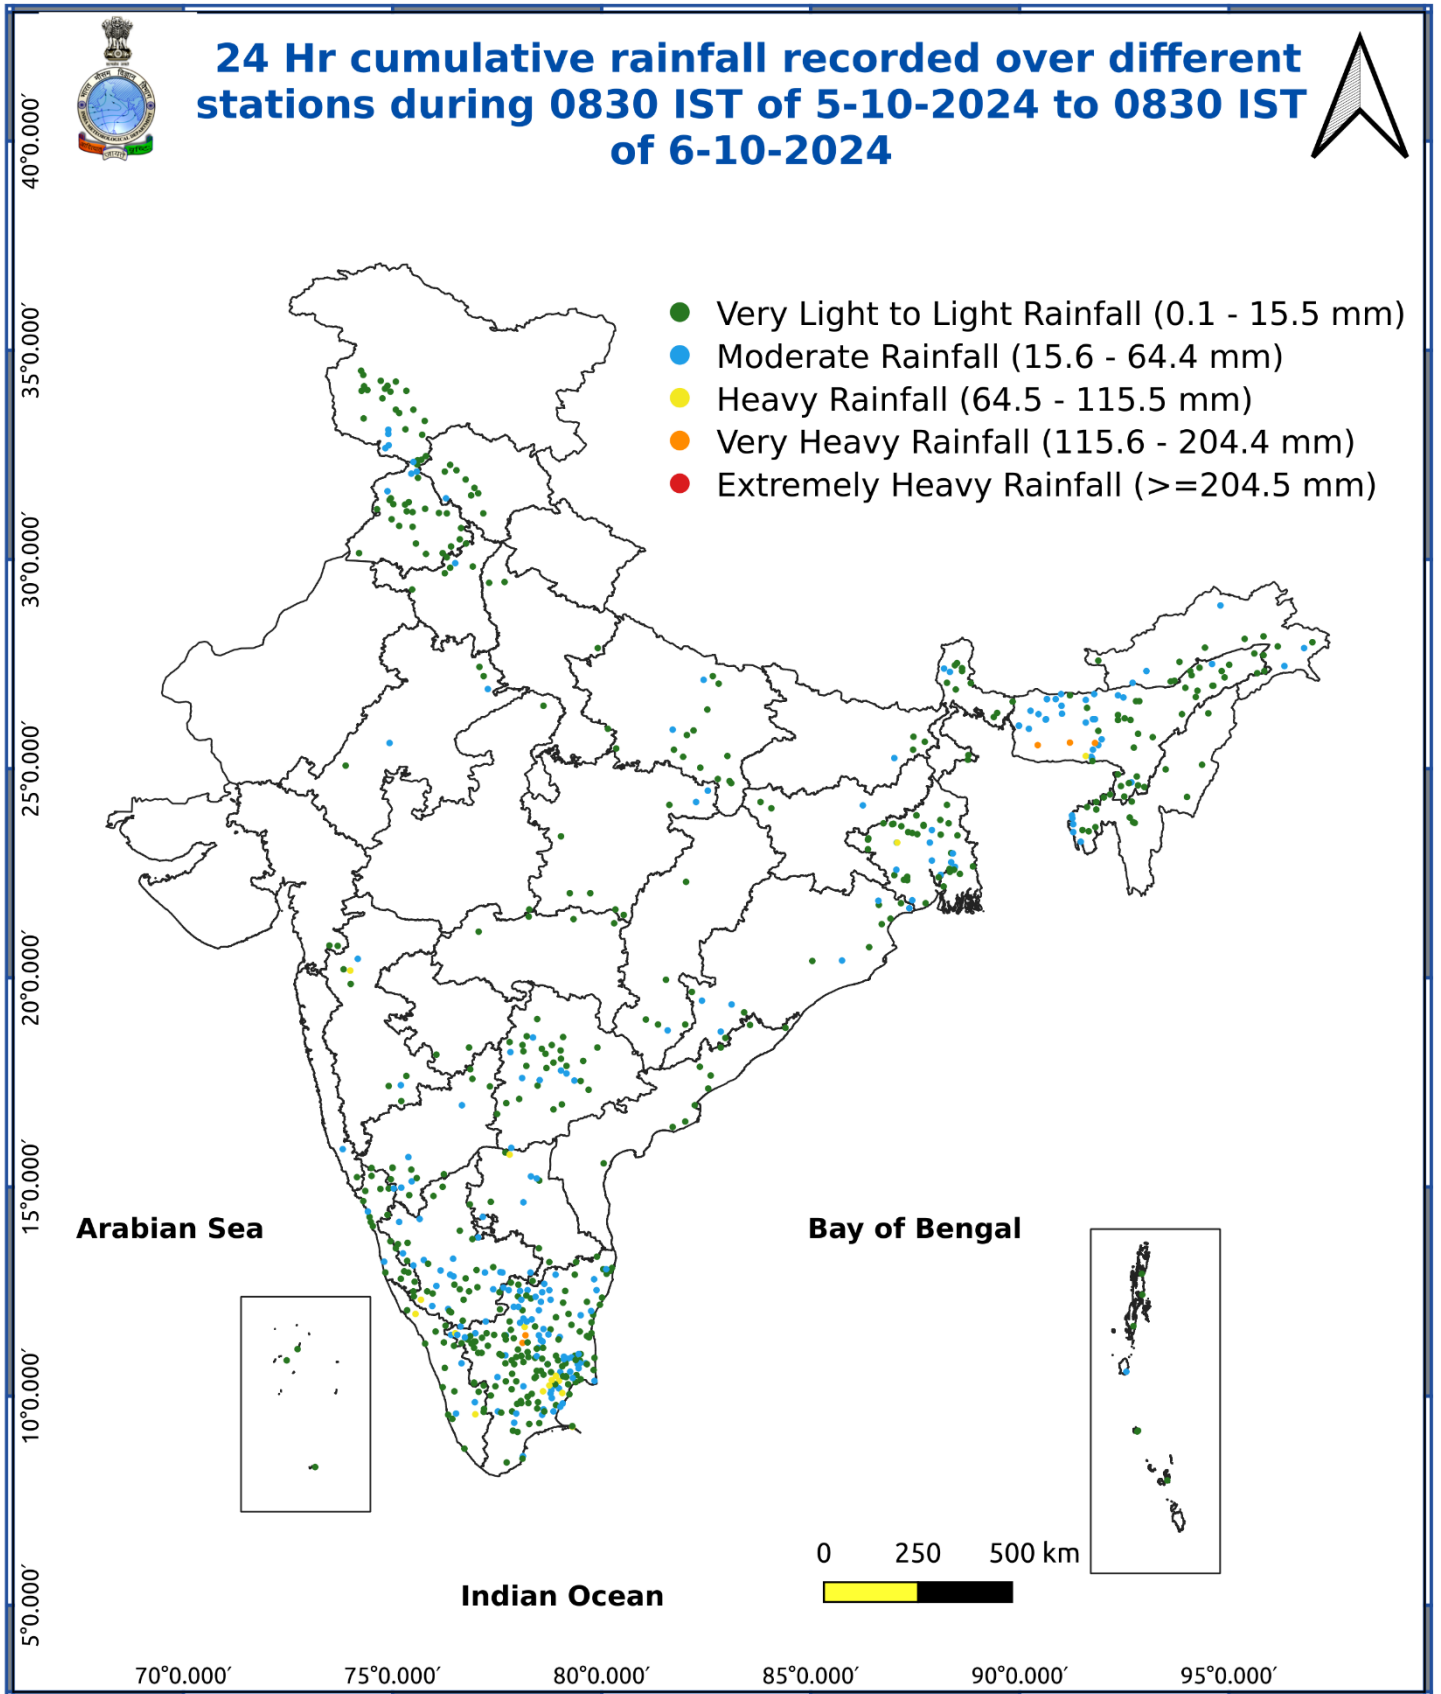 24 Hr cumulative rainfall recorded over different
stations during 0830 IST of 5-10-2024 to 0830 IST
of 6-10-2024
Very Light to Light Rainfall (0.1 - 15.5 mm)
Moderate Rainfall (15.6 - 64.4 mm)
Heavy Rainfall (64.5 - 115.5 mm)
Very Heavy Rainfall (115.6 - 204.4 mm)
Extremely Heavy Rainfall (>=204.5 mm)
40°0.000′
35°0.000′
30°0.000′
25°0.000′
20°0.000′
15°0.000′
10°0.000′
5°0.000′
Arabian Sea
Bay of Bengal
Indian Ocean
0 250 500 km
70°0.000′ 75°0.000′ 80°0.000′ 85°0.000′ 90°0.000′ 95°0.000′